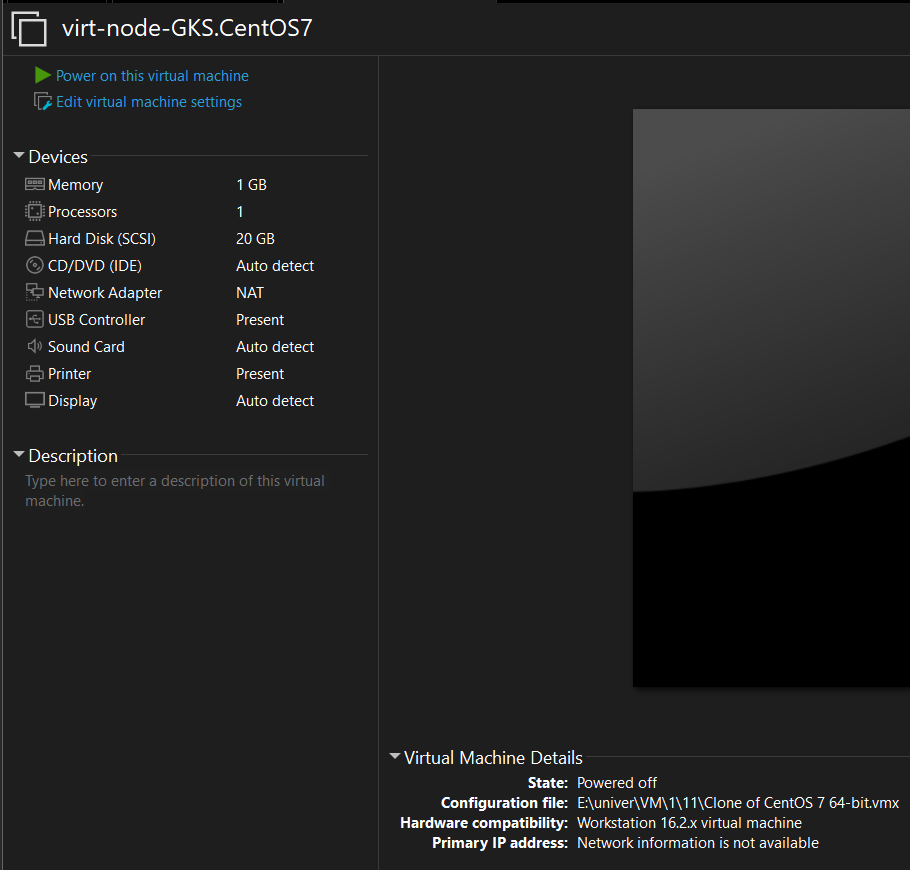 virt-node-GKS.CentOS7
Power on this virtual machine
Edit virtual machine settings
Devices
Memory 1 GB
Processors 1
Hard Disk (SCSI) 20 GB
CD/DVD (IDE) Auto detect
Network Adapter NAT
USB Controller Present
Sound Card Auto detect
Printer Present
Display Auto detect
Description
Type here to enter a description of this virtual
machine.
Virtual Machine Details
State: Powered off
Configuration file: E:\univer\VM\1\11\Clone of CentOS 7 64-bit.vmx
Hardware compatibility: Workstation 16.2.x virtual machine
Primary IP address: Network information is not available